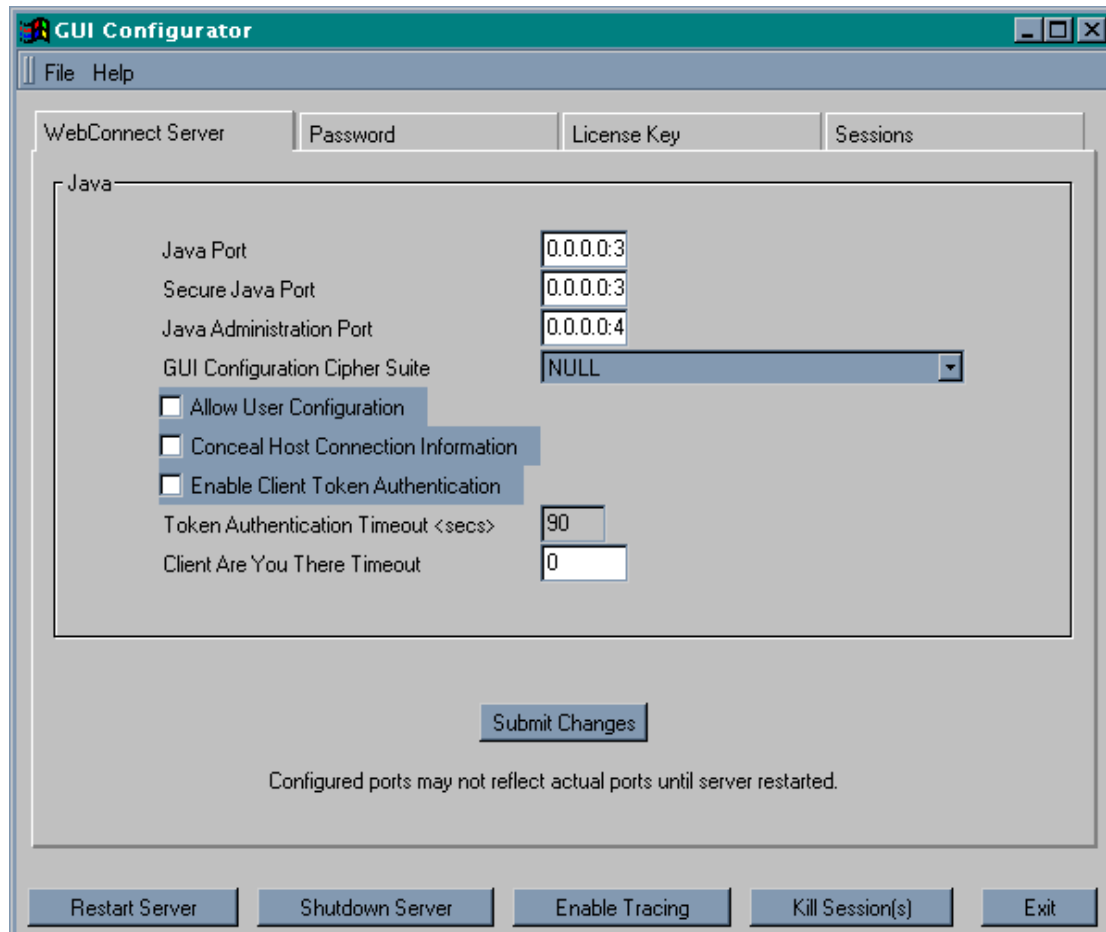 GUI Configurator
File Help
WebConnect Server Password License Key Sessions
Java
Java Port 0.0.0.0:3
Secure Java Port 0.0.0.0:3
Java Administration Port 0.0.0.0:4
GUI Configuration Cipher Suite NULL
Allow User Configuration
Conceal Host Connection Information
Enable Client Token Authentication
Token Authentication Timeout <secs> 90
Client Are You There Timeout 0
Submit Changes
Configured ports may not reflect actual ports until server restarted.
Restart Server Shutdown Server Enable Tracing Kill Session(s) Exit